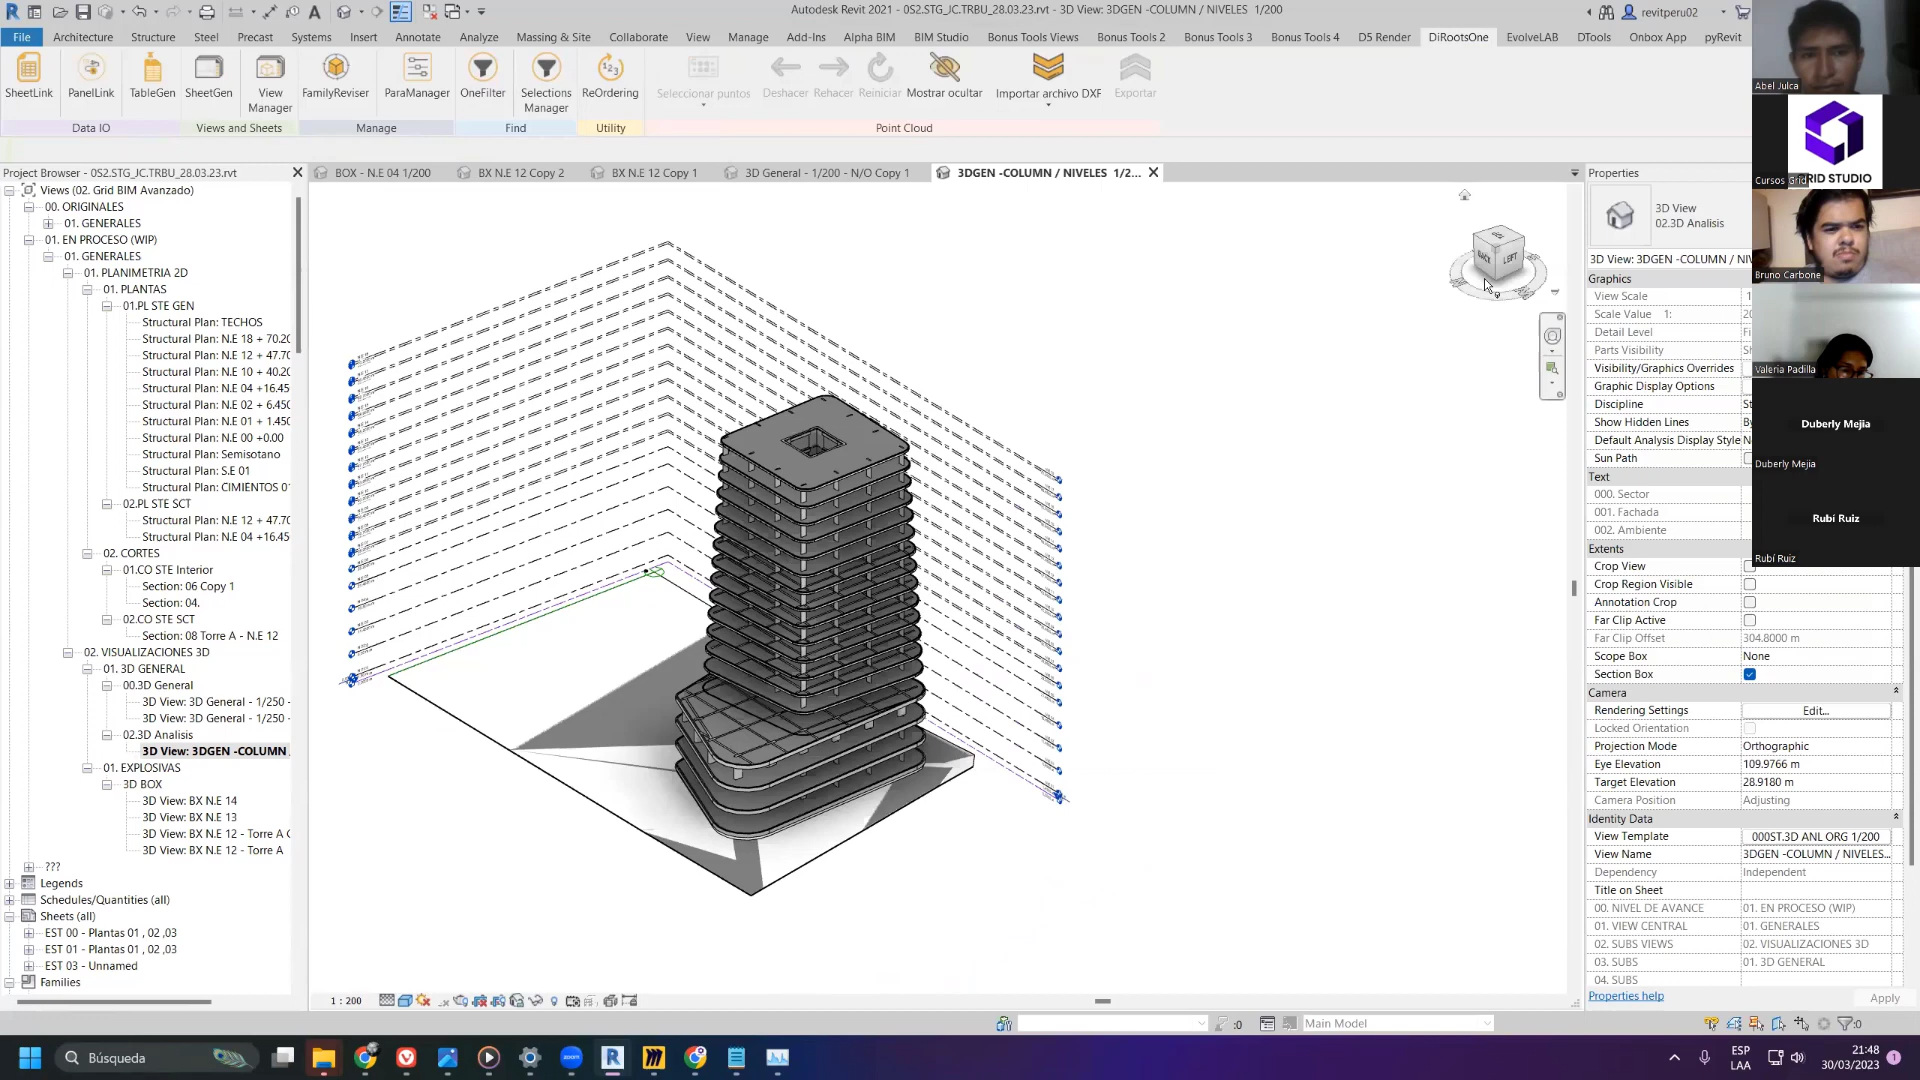 Autodesk Revit 2021 - 0S2.STG_JC.TRBU_28.03.23.rvt - 3D View: 3DGEN -COLUMN / NIVELES 1/200
revitperu02
File Architecture Structure Steel Precast Systems Insert Annotate Analyze Massing & Site Collaborate View Manage Add-Ins Alpha BIM BIM Studio Bonus Tools Views Bonus Tools 2 Bonus Tools 3 Bonus Tools 4 D5 Render DiRootsOne EvolveLAB DTools Onbox App pyRevit
SheetLink PanelLink TableGen SheetGen View Manager FamilyReviser ParaManager OneFilter Selections Manager ReOrdering Seleccionar puntos Deshacer Rehacer Reiniciar Mostrar ocultar Importar archivo DXF Exportar
Data IO Views and Sheets Manage Find Utility Point Cloud
Project Browser - 0S2.STG_JC.TRBU_28.03.23.rvt
BOX - N.E 04 1/200
BX N.E 12 Copy 2
BX N.E 12 Copy 1
3D General - 1/200 - N/O Copy 1
3DGEN -COLUMN / NIVELES 1/2...
Views (02. Grid BIM Avanzado)
00. ORIGINALES
01. GENERALES
01. EN PROCESO (WIP)
01. GENERALES
01. PLANIMETRIA 2D
01. PLANTAS
01.PL STE GEN
Structural Plan: TECHOS
Structural Plan: N.E 18 + 70.20
Structural Plan: N.E 12 + 47.70
Structural Plan: N.E 10 + 40.20
Structural Plan: N.E 04 +16.45
Structural Plan: N.E 02 + 6.450
Structural Plan: N.E 01 + 1.450
Structural Plan: N.E 00 +0.00
Structural Plan: Semisotano
Structural Plan: S.E 01
Structural Plan: CIMIENTOS 01
02.PL STE SCT
Structural Plan: N.E 12 + 47.70
Structural Plan: N.E 04 +16.45
02. CORTES
01.CO STE Interior
Section: 06 Copy 1
Section: 04.
02.CO STE SCT
Section: 08 Torre A - N.E 12
02. VISUALIZACIONES 3D
01. 3D GENERAL
00.3D General
3D View: 3D General - 1/250 -
3D View: 3D General - 1/250 -
02.3D Analisis
3D View: 3DGEN -COLUMN
01. EXPLOSIVAS
3D BOX
3D View: BX N.E 14
3D View: BX N.E 13
3D View: BX N.E 12 - Torre A C
3D View: BX N.E 12 - Torre A
???
Legends
Schedules/Quantities (all)
Sheets (all)
EST 00 - Plantas 01 , 02 ,03
EST 01 - Plantas 01 , 02 ,03
EST 03 - Unnamed
Families
BACK
LEFT
Properties
3D View
02.3D Analisis
3D View: 3DGEN -COLUMN / NIV
Graphics
View Scale 1
Scale Value 1: 20
Detail Level Fi
Parts Visibility Sh
Visibility/Graphics Overrides
Graphic Display Options
Discipline St
Show Hidden Lines By
Default Analysis Display Style N
Sun Path
Text
000. Sector
001. Fachada
002. Ambiente
Extents
Crop View
Crop Region Visible
Annotation Crop
Far Clip Active
Far Clip Offset 304.8000 m
Scope Box None
Section Box
Camera
Rendering Settings Edit...
Locked Orientation
Projection Mode Orthographic
Eye Elevation 109.9766 m
Target Elevation 28.9180 m
Camera Position Adjusting
Identity Data
View Template 000ST.3D ANL ORG 1/200
View Name 3DGEN -COLUMN / NIVELES...
Dependency Independent
Title on Sheet
00. NIVEL DE AVANCE 01. EN PROCESO (WIP)
01. VIEW CENTRAL 01. GENERALES
02. SUBS VIEWS 02. VISUALIZACIONES 3D
03. SUBS 01. 3D GENERAL
04. SUBS
Properties help Apply
Abel Julca
GRID STUDIO
Cursos Grid
Bruno Carbone
Valeria Padilla
Duberly Mejia
Duberly Mejia
Rubí Ruiz
Rubí Ruiz
1 : 200
:0
Main Model
:0
Búsqueda
ESP
LAA
21:48
30/03/2023
1